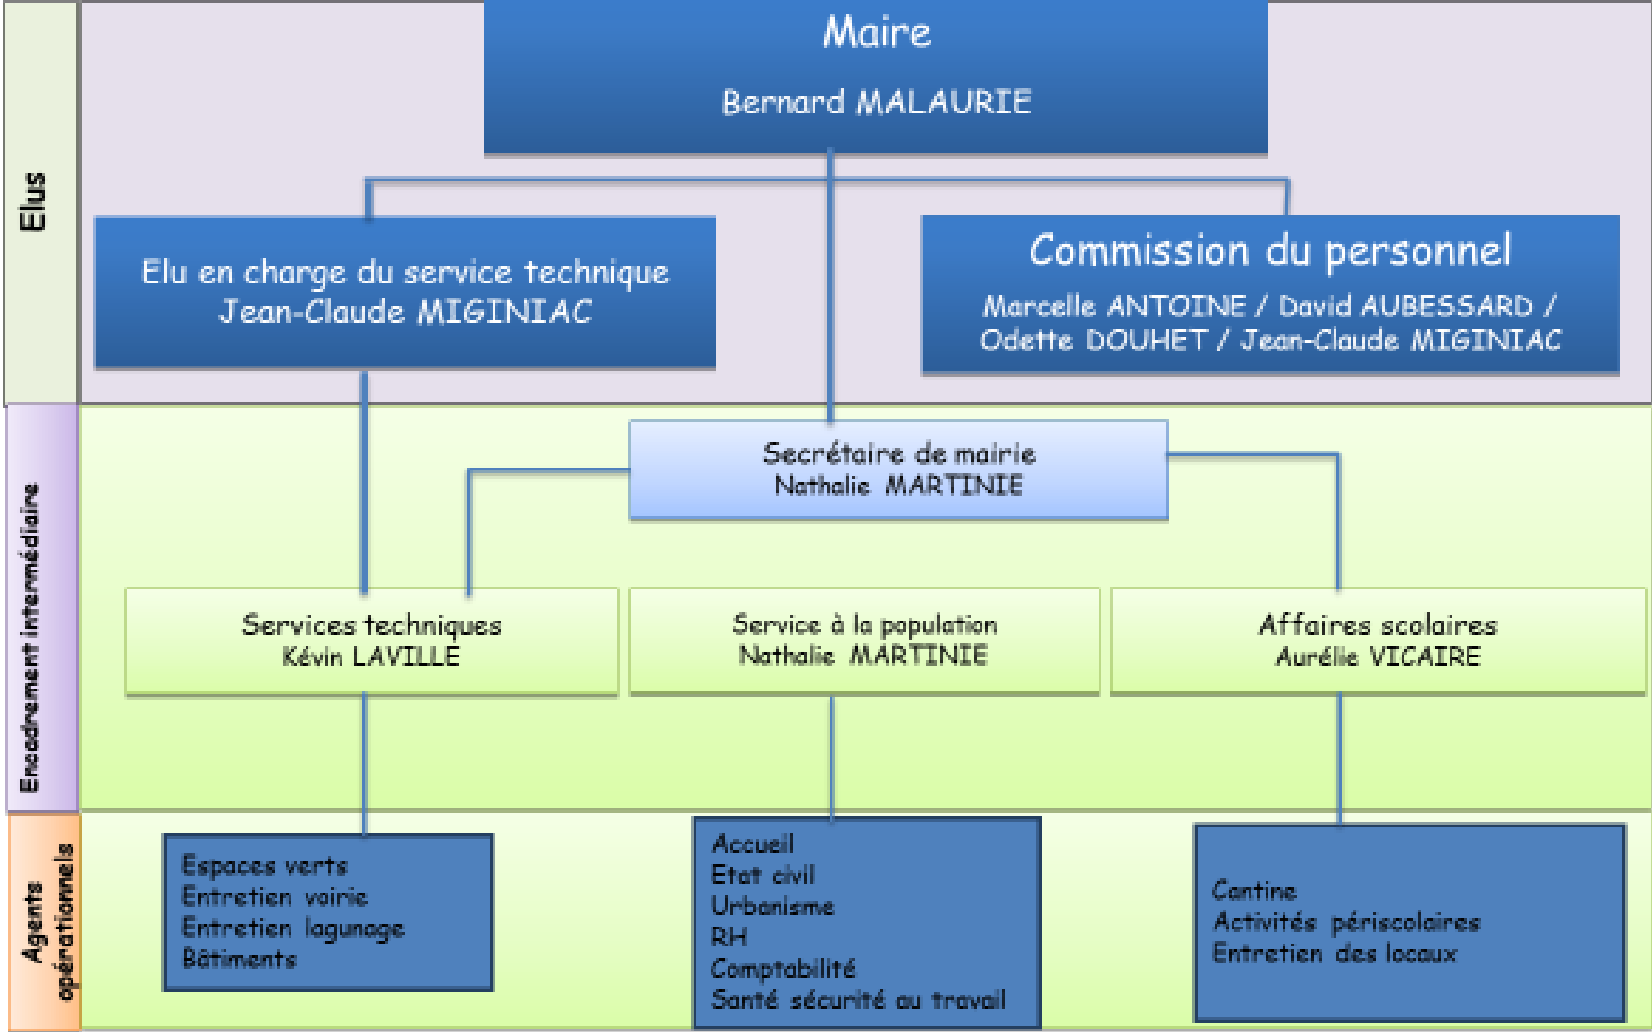 Maire
Bernard MALAURIE
Elus
Elu en charge du service technique
Jean-Claude MIGINIAC
Commission du personnel
Marcelle ANTOINE / David AUBESSARD /
Odette DOUHET / Jean-Claude MIGINIAC
Encadrement intermédiaire
Secrétaire de mairie
Nathalie MARTINIE
Services techniques
Kévin LAVILLE
Service à la population
Nathalie MARTINIE
Affaires scolaires
Aurélie VICAIRE
Agents
opérationnels
Espaces verts
Entretien voirie
Entretien lagunage
Bâtiments
Accueil
Etat civil
Urbanisme
RH
Comptabilité
Santé sécurité au travail
Cantine
Activités périscolaires
Entretien des locaux